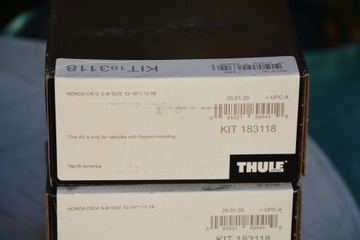 KIT 183118
HONDA CR-V, 5-dr SUV, 12-16* / 12-18
29.01.20
> UPC-A
KIT 183118
This Kit is only for vehicles with Fixpoint mounting.
*North America
THULE
HONDA CR-V, 5-dr SUV, 12-16* / 12-18
29.01.20
> UPC-A
KIT 183118